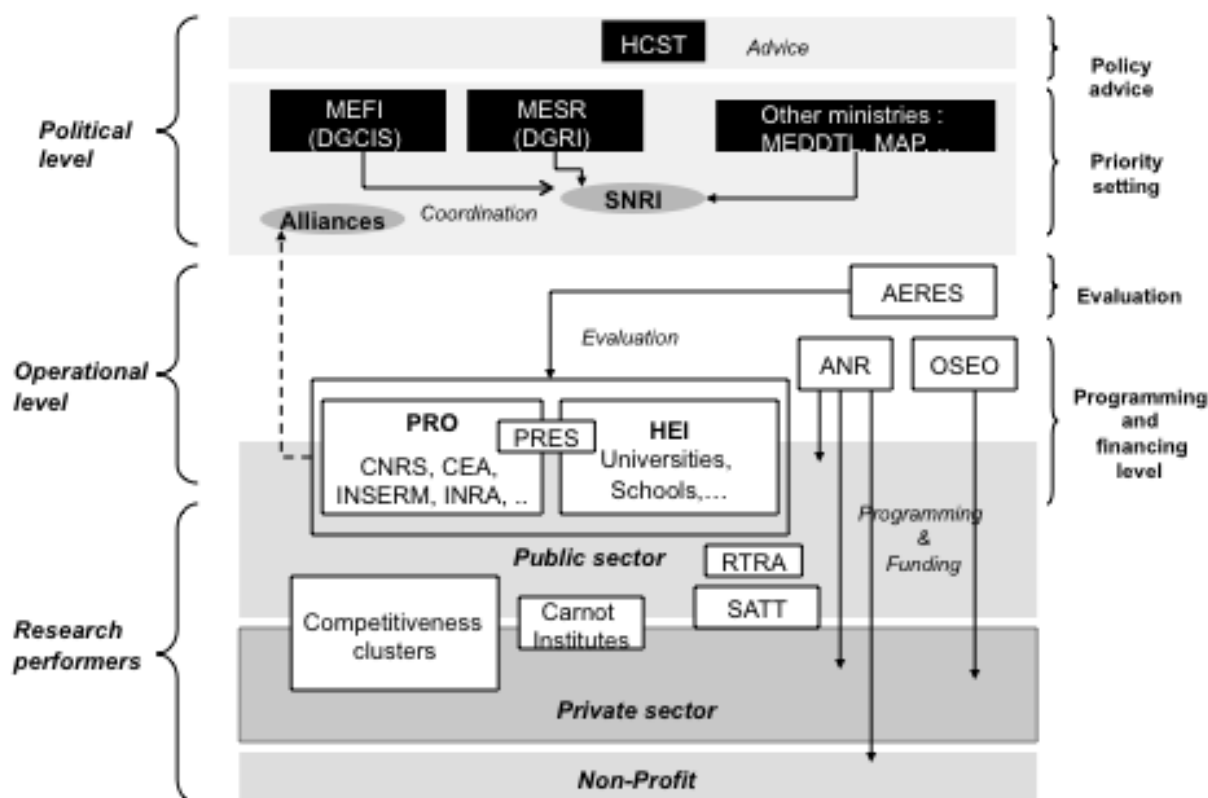 HCST
Advice
Policy
advice
Political
level
MEFI
(DGCIS)
MESR
(DGRI)
Other ministries :
MEDDTL, MAP, ..
Priority
setting
SNRI
Alliances
Coordination
AERES
Evaluation
Evaluation
Operational
level
ANR
OSEO
Programming
and
financing
level
PRO
CNRS, CEA,
INSERM, INRA, ..
PRES
HEI
Universities,
Schools,...
Programming
&
Funding
Public sector
RTRA
SATT
Research
performers
Competitiveness
clusters
Carnot
Institutes
Private sector
Non-Profit